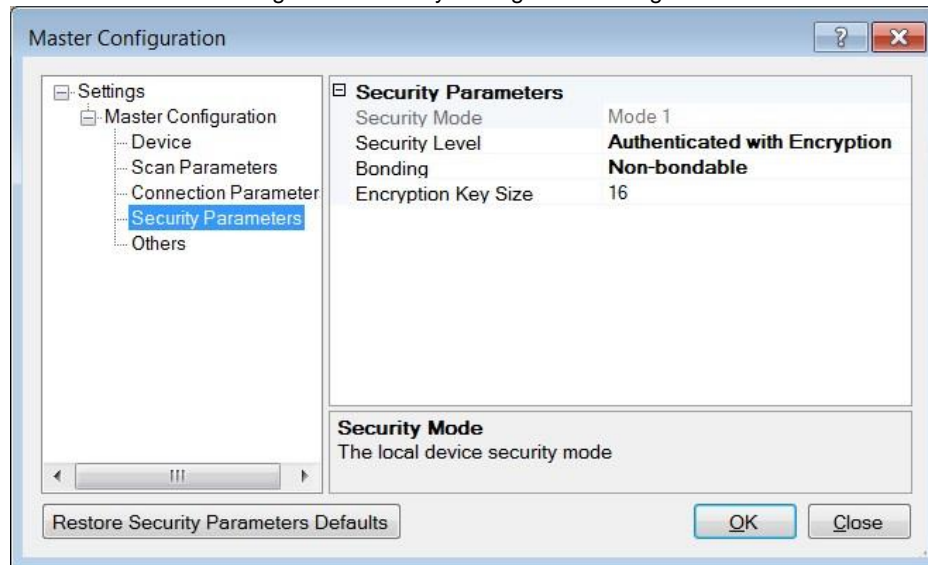 Master Configuration
Settings
Master Configuration
Device
Scan Parameters
Connection Parameter
Security Parameters
Others
Security Parameters
Security Mode Mode 1
Security Level Authenticated with Encryption
Bonding Non-bondable
Encryption Key Size 16
Security Mode
The local device security mode
Restore Security Parameters Defaults
OK
Close